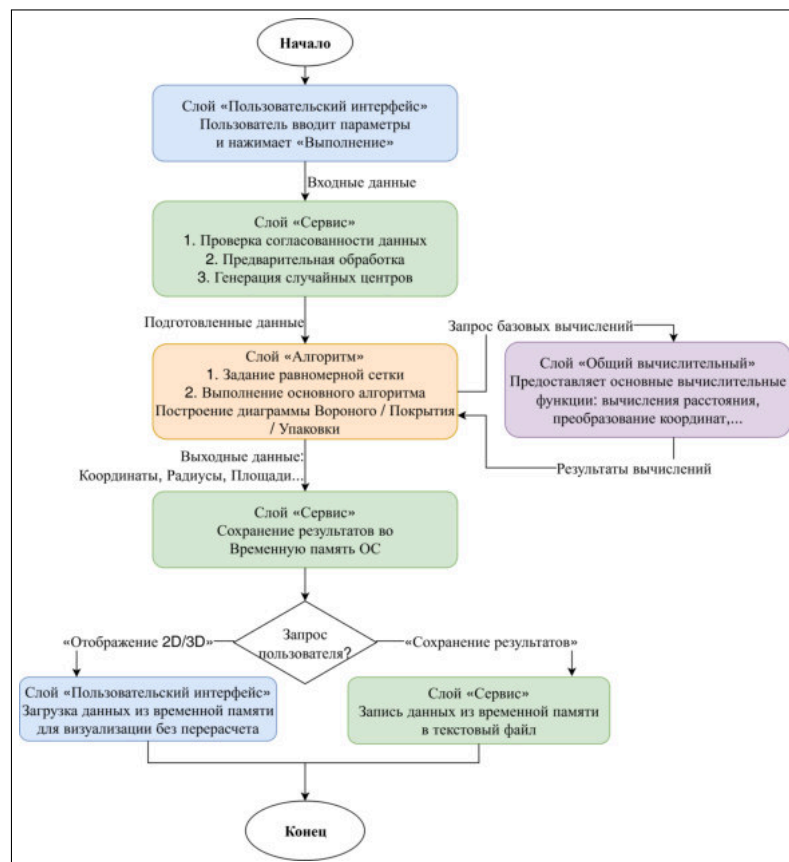 Начало
Слой «Пользовательский интерфейс»
Пользователь вводит параметры
и нажимает «Выполнение»
Входные данные
Слой «Сервис»
1. Проверка согласованности данных
2. Предварительная обработка
3. Генерация случайных центров
Подготовленные данные
Запрос базовых вычислений
Слой «Алгоритм»
1. Задание равномерной сетки
2. Выполнение основного алгоритма
Построение диаграммы Вороного / Покрытия
/ Упаковки
Слой «Общий вычислительный»
Предоставляет основные вычислительные
функции: вычисления расстояния,
преобразование координат,...
Результаты вычислений
Выходные данные:
Координаты, Радиусы, Площади...
Слой «Сервис»
Сохранение результатов во
Временную память ОС
Запрос
пользователя?
«Отображение 2D/3D»
«Сохранение результатов»
Слой «Пользовательский интерфейс»
Загрузка данных из временной памяти
для визуализации без перерасчета
Слой «Сервис»
Запись данных из временной памяти
в текстовый файл
Конец